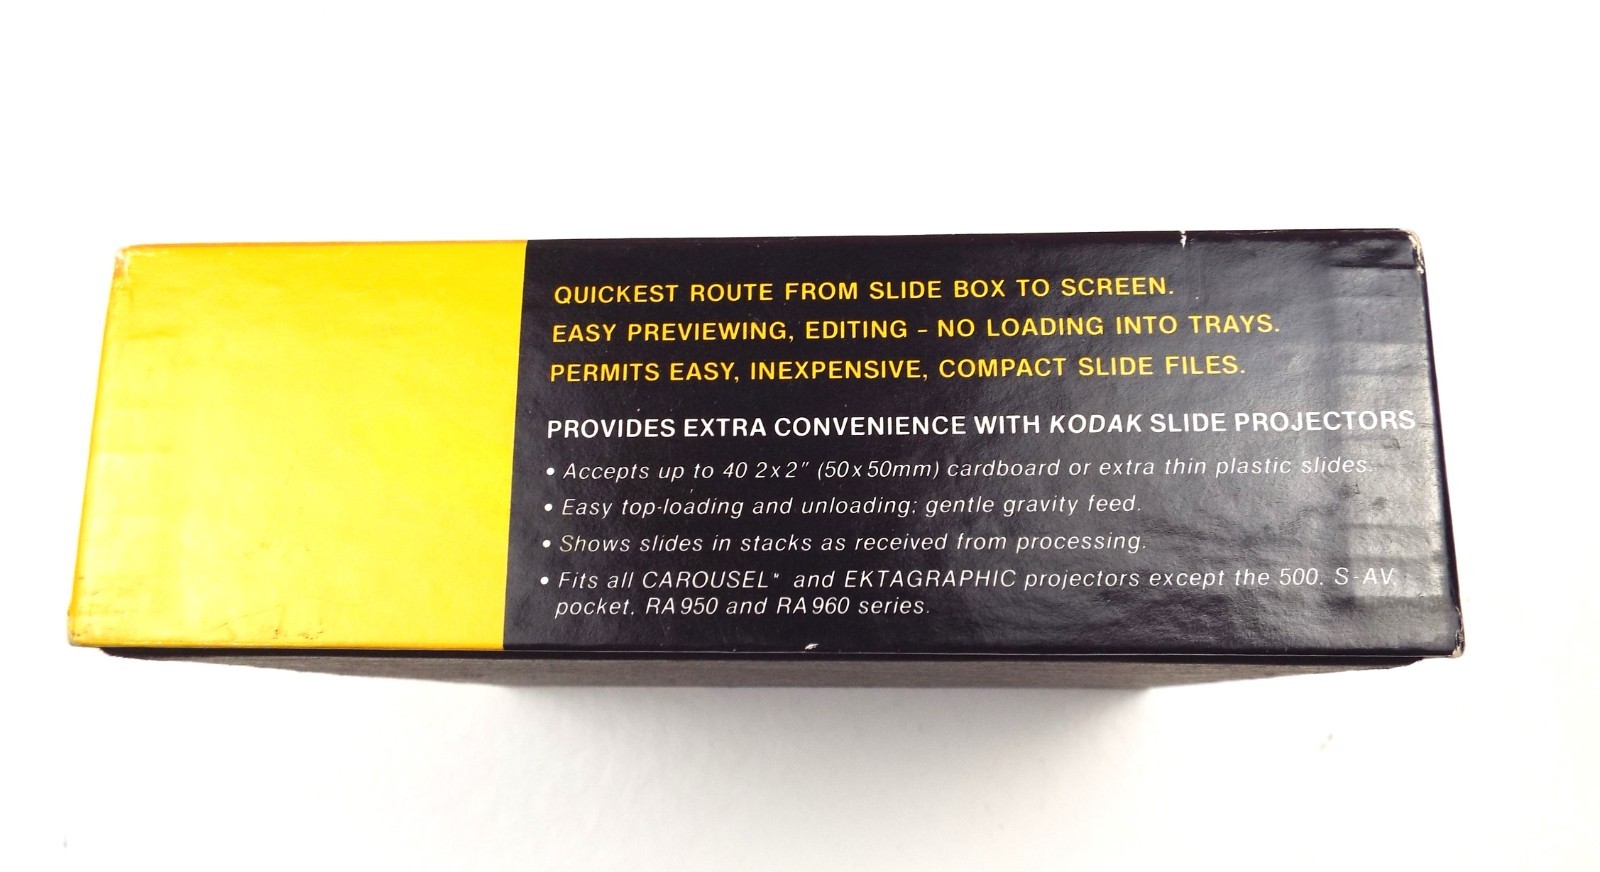 QUICKEST ROUTE FROM SLIDE BOX TO SCREEN.
EASY PREVIEWING, EDITING – NO LOADING INTO TRAYS.
PERMITS EASY, INEXPENSIVE, COMPACT SLIDE FILES.
PROVIDES EXTRA CONVENIENCE WITH KODAK SLIDE PROJECTORS
• Accepts up to 40 2x2" (50x50mm) cardboard or extra thin plastic slides.
• Easy top-loading and unloading; gentle gravity feed.
• Shows slides in stacks as received from processing.
• Fits all CAROUSEL* and EKTAGRAPHIC projectors except the 500, S-AV,
pocket, RA950 and RA960 series.